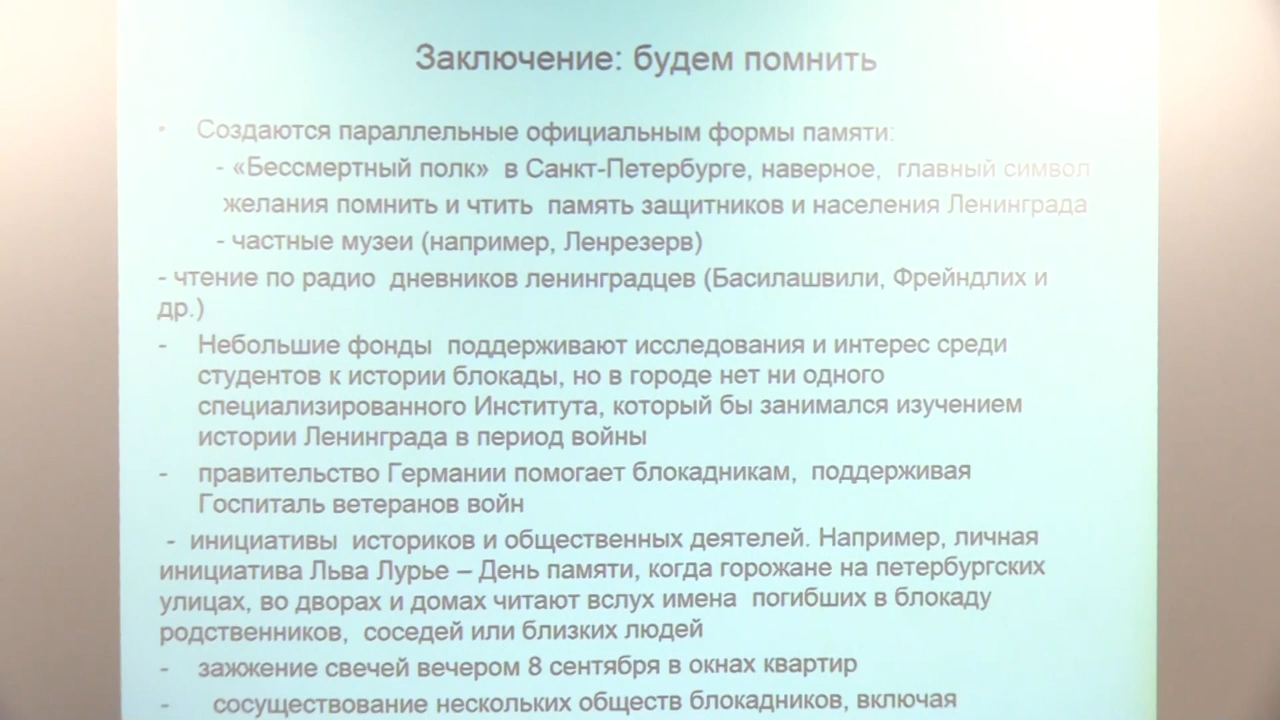 Заключение: будем помнить
• Создаются параллельные официальным формы памяти:
- «Бессмертный полк» в Санкт-Петербурге, наверное, главный символ
желания помнить и чтить память защитников и населения Ленинграда
- частные музеи (например, Ленрезерв)
- чтение по радио дневников ленинградцев (Басилашвили, Фрейндлих и
др.)
- Небольшие фонды поддерживают исследования и интерес среди
студентов к истории блокады, но в городе нет ни одного
специализированного Института, который бы занимался изучением
истории Ленинграда в период войны
- правительство Германии помогает блокадникам, поддерживая
Госпиталь ветеранов войн
- инициативы историков и общественных деятелей. Например, личная
инициатива Льва Лурье – День памяти, когда горожане на петербургских
улицах, во дворах и домах читают вслух имена погибших в блокаду
родственников, соседей или близких людей
- зажжение свечей вечером 8 сентября в окнах квартир
- сосуществование нескольких обществ блокадников, включая